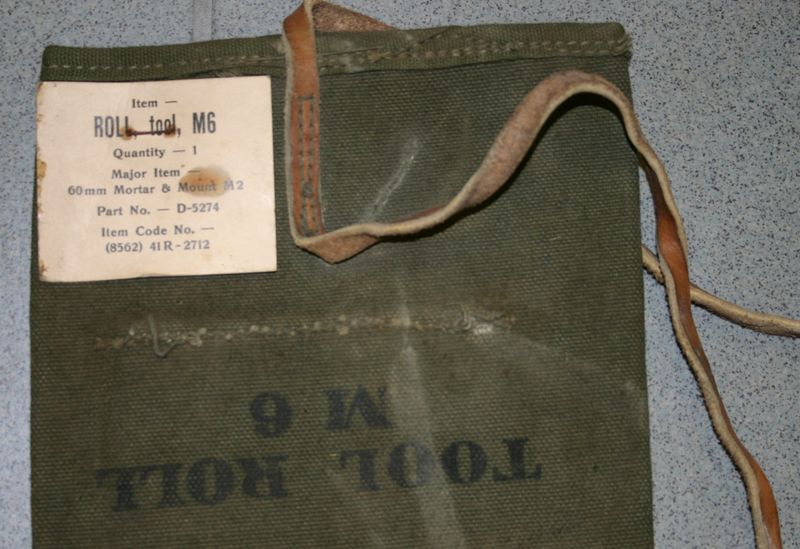 Item —
ROLL, tool, M6
Quantity — 1
Major Item —
60mm Mortar & Mount M2
Part No. — D-5274
Item Code No. —
(8562) 41R-2712
TOOL ROLL
M 6